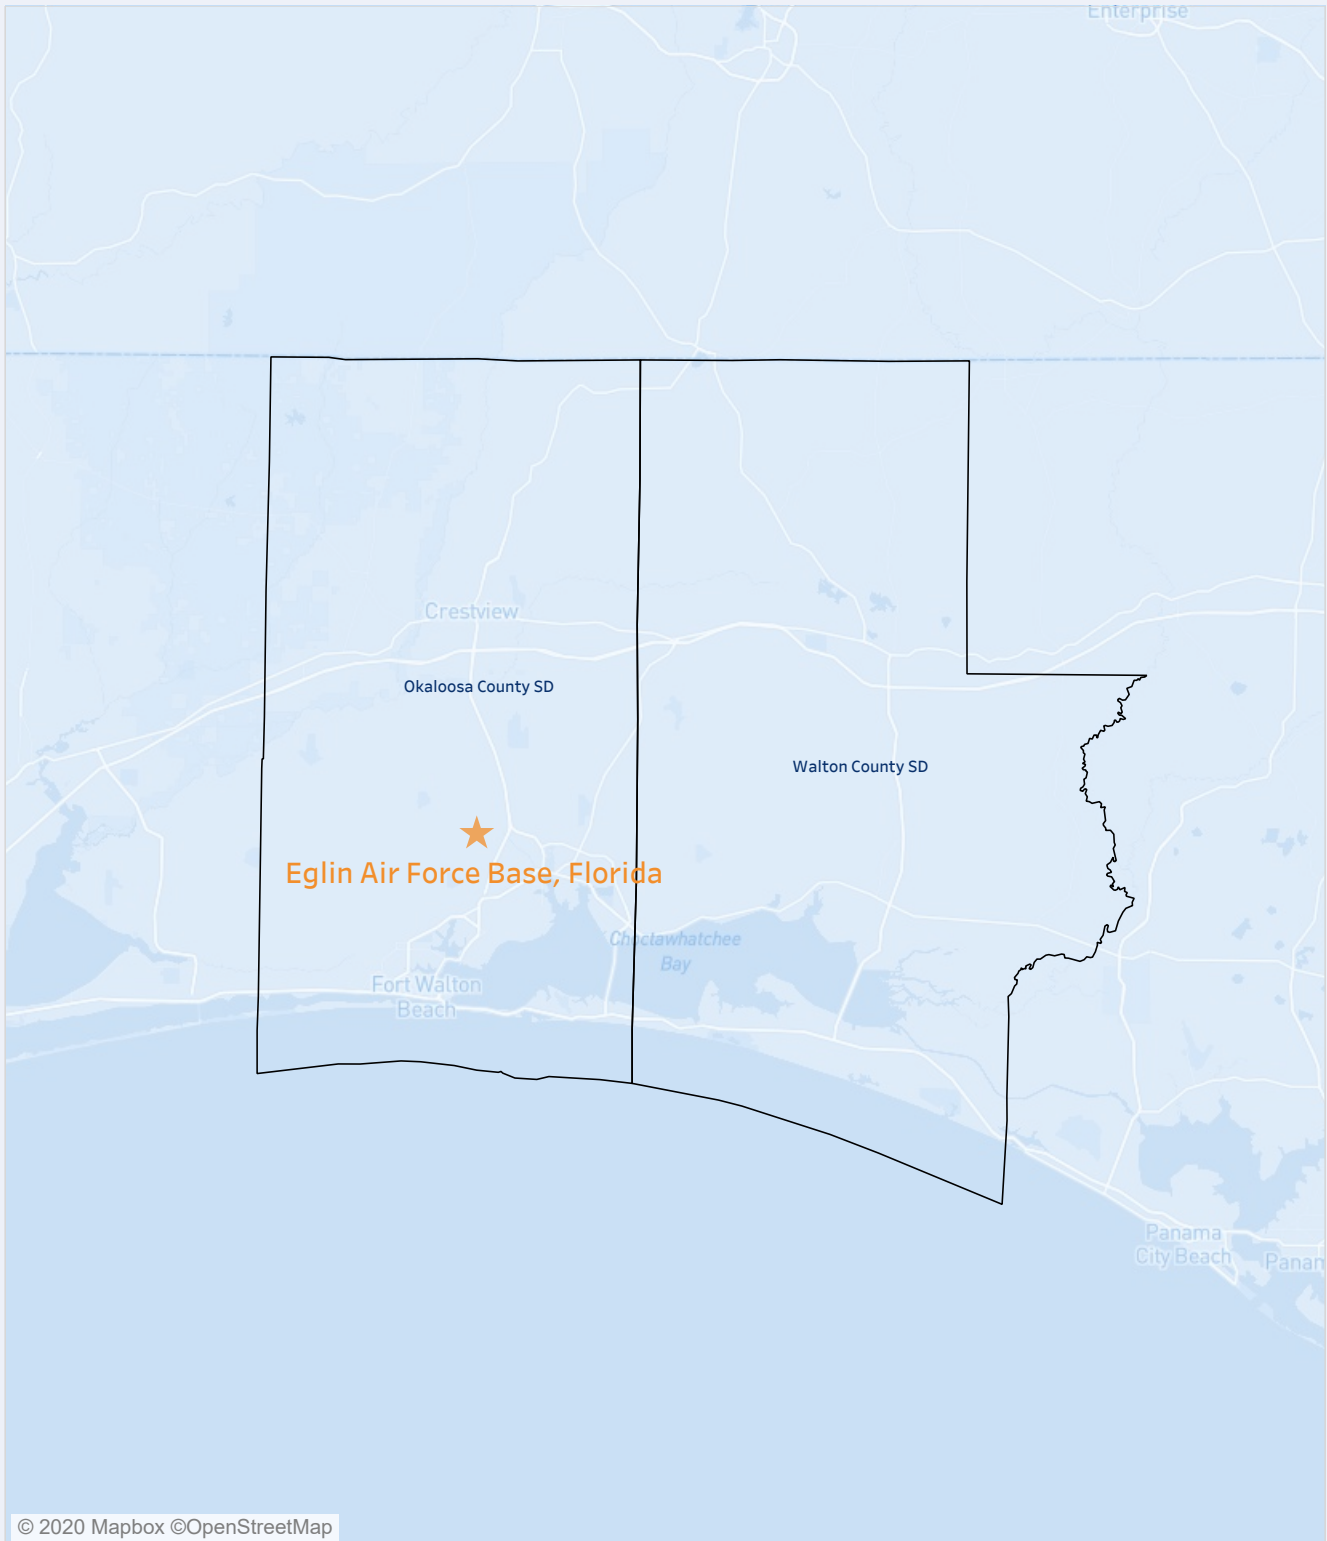 Enterprise
Crestview
Okaloosa County SD
Walton County SD
Eglin Air Force Base, Florida
Choctawhatchee
Bay
Fort Walton
Beach
Panama
City Beach
Panam
© 2020 Mapbox ©OpenStreetMap